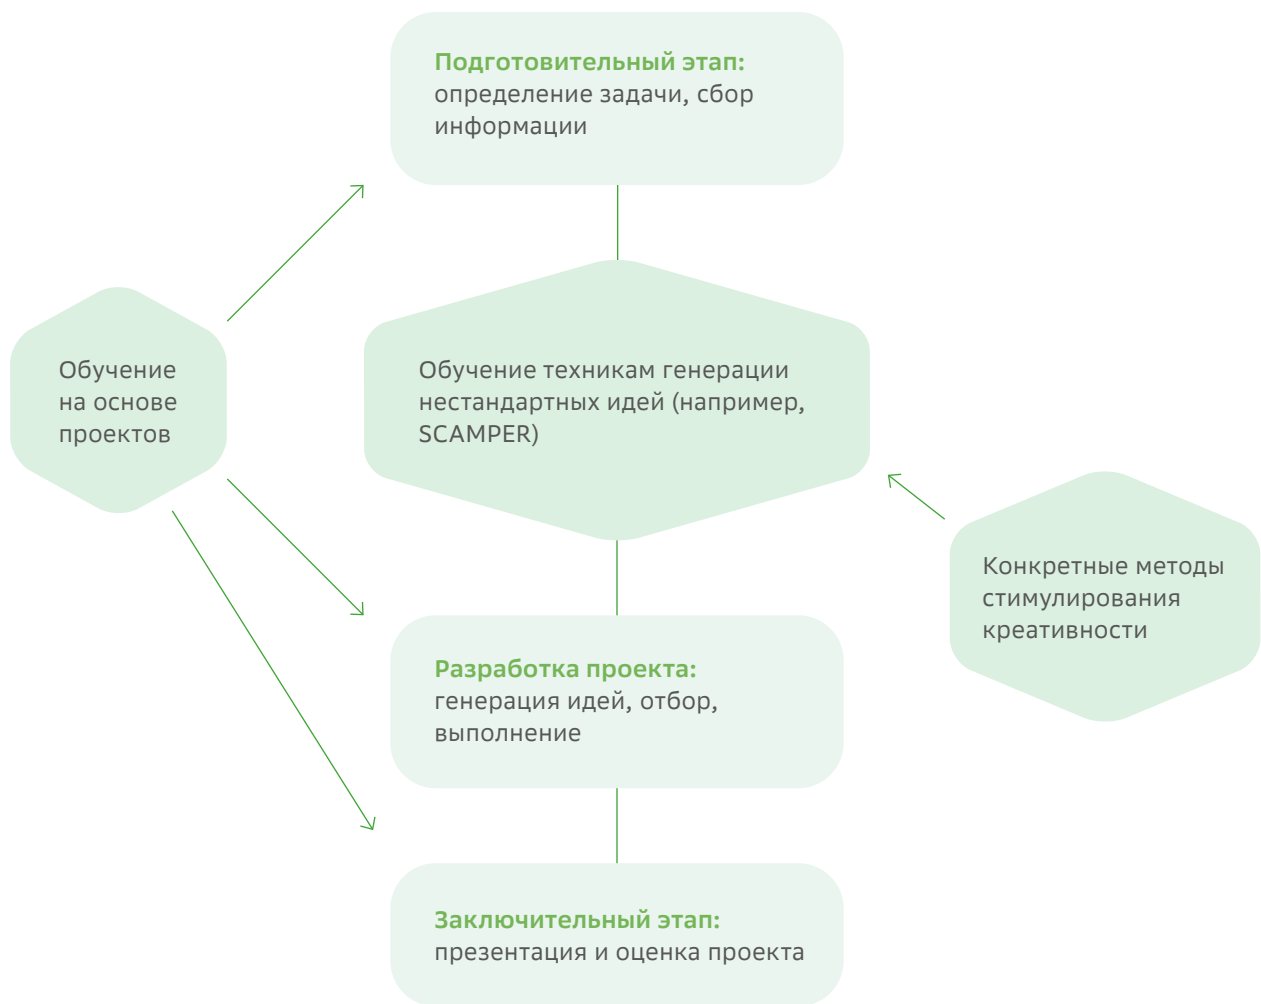 Подготовительный этап:
определение задачи, сбор
информации
Обучение
на основе
проектов
Обучение техникам генерации
нестандартных идей (например,
SCAMPER)
Конкретные методы
стимулирования
креативности
Разработка проекта:
генерация идей, отбор,
выполнение
Заключительный этап:
презентация и оценка проекта